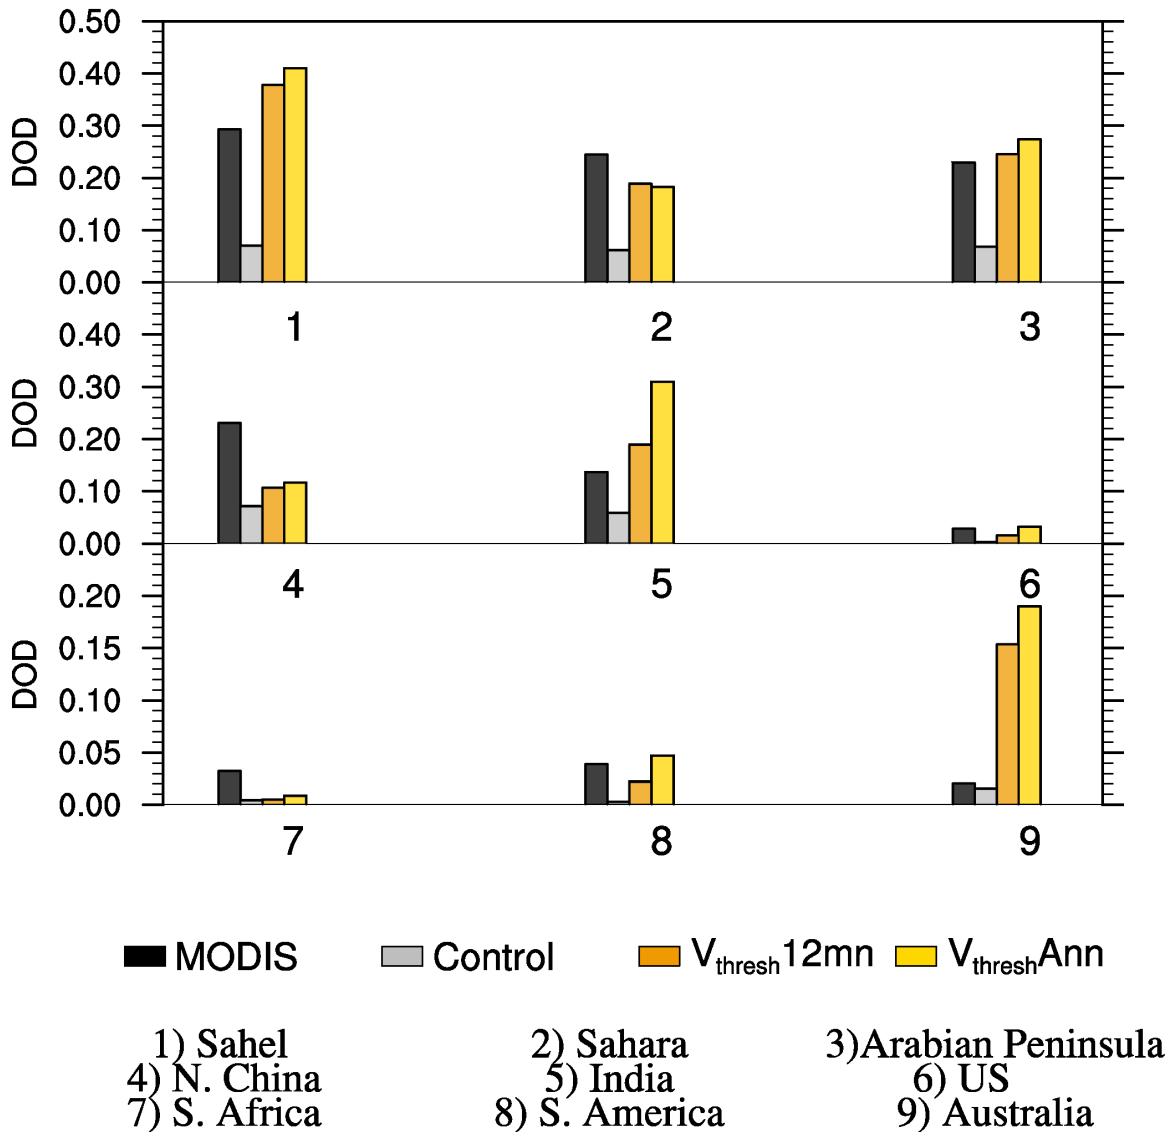 0.50
0.40
0.30
DOD
0.20
0.10
0.00
1 2 3
0.40
0.30
DOD
0.20
0.10
0.00
4 5 6
0.20
0.15
DOD
0.10
0.05
0.00
7 8 9
MODIS Control Vthresh12mn VthreshAnn
1) Sahel 2) Sahara 3)Arabian Peninsula
4) N. China 5) India 6) US
7) S. Africa 8) S. America 9) Australia